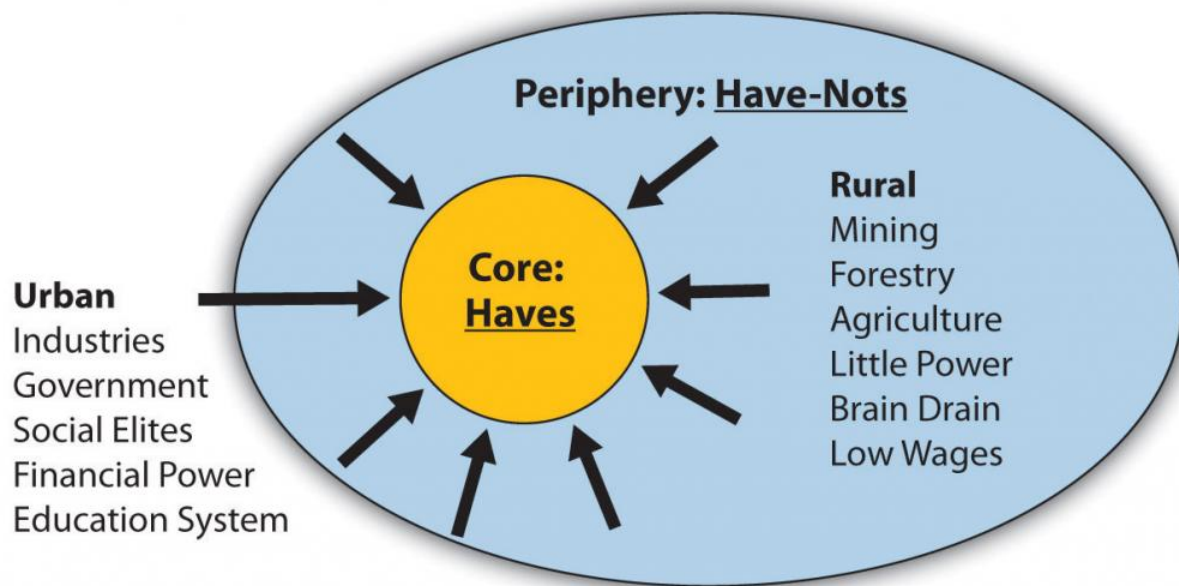 Periphery: Have-Nots
Core:
Haves
Urban
Industries
Government
Social Elites
Financial Power
Education System
Rural
Mining
Forestry
Agriculture
Little Power
Brain Drain
Low Wages